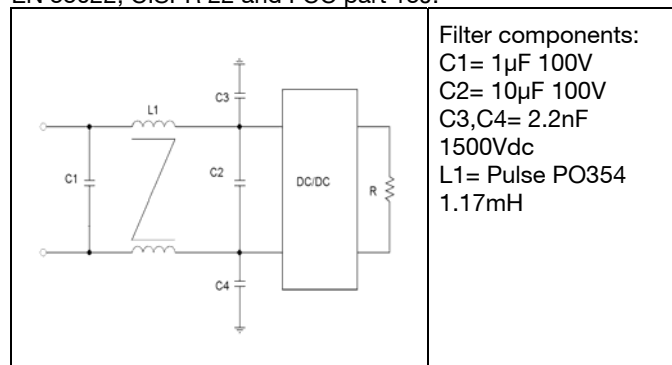 EN 55022, CISPR 22 and FCC part 15J.
Filter components:
C1= 1µF 100V
C2= 10µF 100V
C3,C4= 2.2nF
1500Vdc
L1= Pulse PO354
1.17mH
C3
L1
C1
C2
DC/DC
R
C4